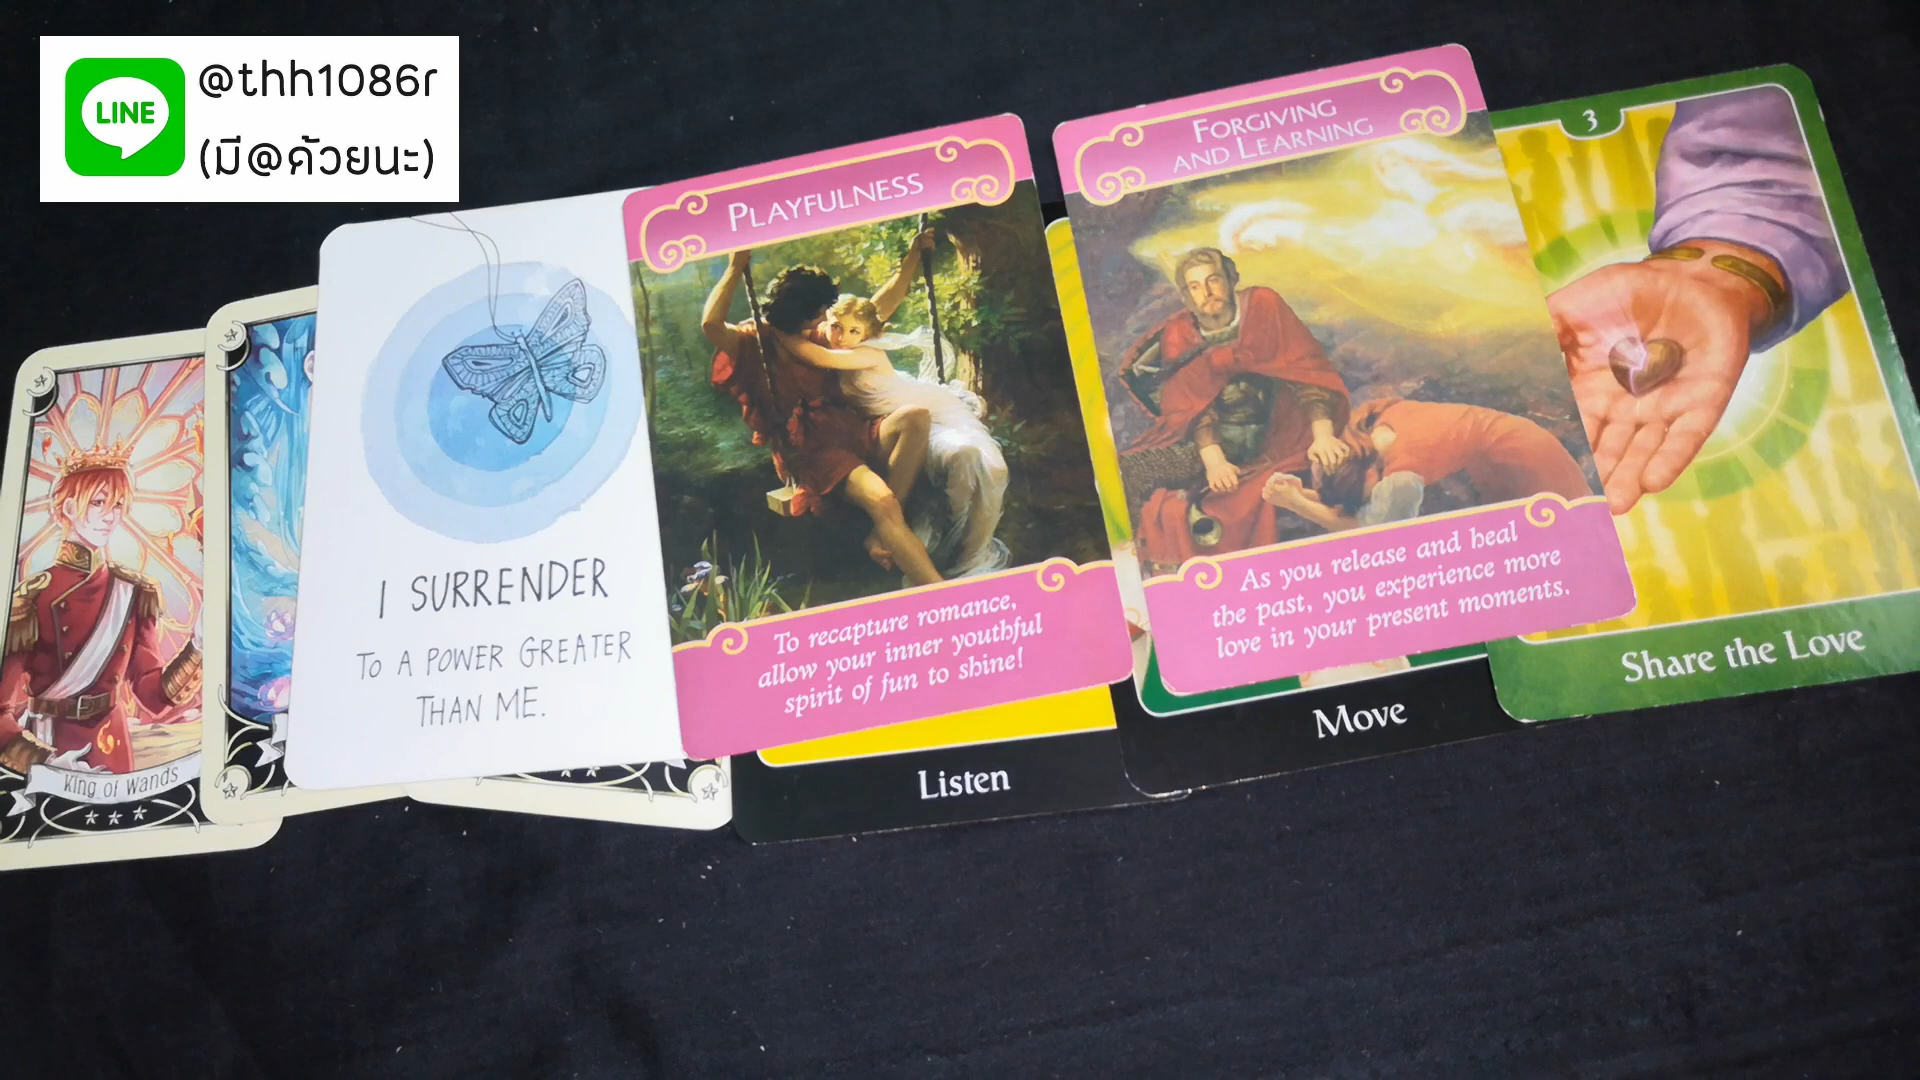 LINE
@thh1086r
(มี@ด้วยนะ)
King of Wands
I SURRENDER
TO A POWER GREATER
THAN ME.
PLAYFULNESS
To recapture romance,
allow your inner youthful
spirit of fun to shine!
Listen
FORGIVING
AND LEARNING
As you release and heal
the past, you experience more
love in your present moments.
Move
3
Share the Love